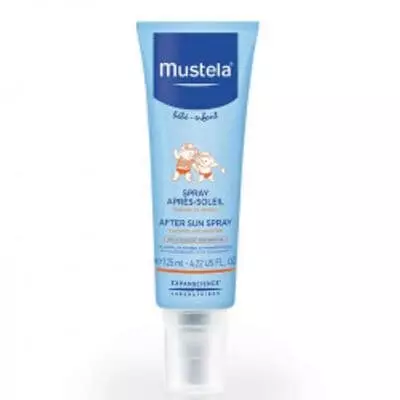 Mustela®
bébé - enfant
SPRAY
APRÈS-SOLEIL
AFTER SUN SPRAY
125 ml - 4.22 US FL. OZ
EXPANSCIENCE
LABORATOIRES